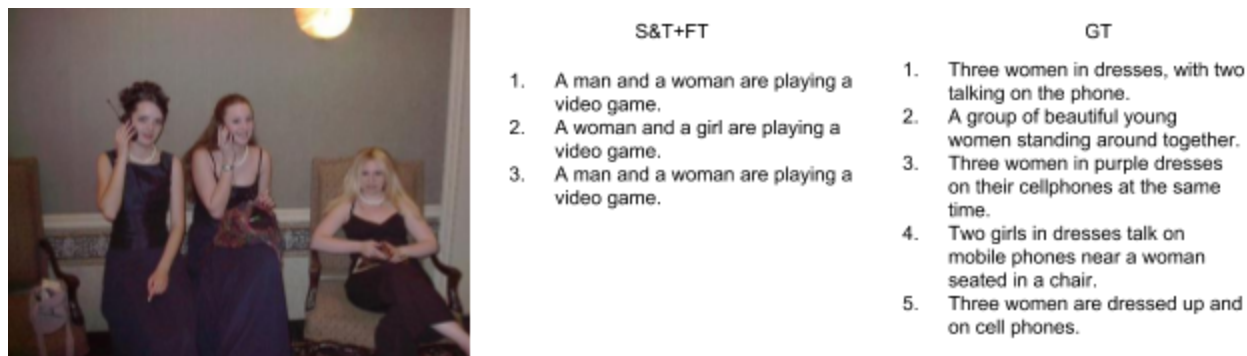 S&T+FT
1. A man and a woman are playing a
video game.
2. A woman and a girl are playing a
video game.
3. A man and a woman are playing a
video game.
GT
1. Three women in dresses, with two
talking on the phone.
2. A group of beautiful young
women standing around together.
3. Three women in purple dresses
on their cellphones at the same
time.
4. Two girls in dresses talk on
mobile phones near a woman
seated in a chair.
5. Three women are dressed up and
on cell phones.